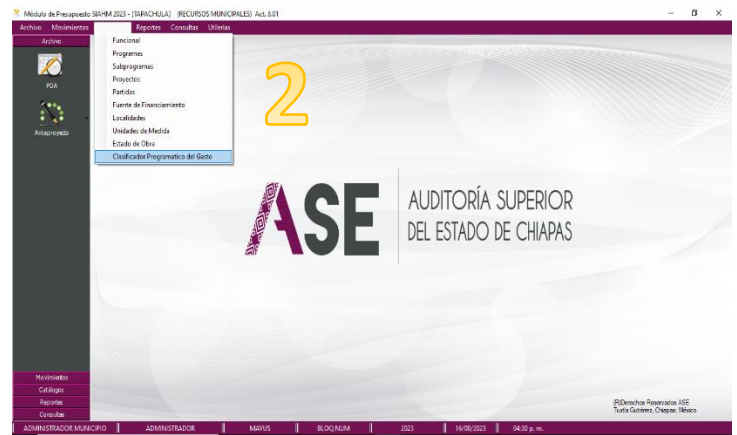 Módulo de Presupuesto SIAHM 2023 - [TAPACHULA] (RECURSOS MUNICIPALES) Act. 8.01
Archivo Movimientos Reportes Consultas Utilerías
Archivo
POA
Anteproyecto
Funcional
Programas
Subprogramas
Proyectos
Partidas
Fuente de Financiamiento
Localidades
Unidades de Medida
Estado de Obra
Clasificador Programatico del Gasto
2
ASE
AUDITORÍA SUPERIOR
DEL ESTADO DE CHIAPAS
Movimientos
Catálogos
Reportes
Consultas
(R)Derechos Reservados ASE
Tuxtla Gutiérrez, Chiapas; México
ADMINISTRADOR MUNICIPIO ADMINISTRADOR MAYUS BLOQ NUM 2023 16/08/2023 04:30 p. m.